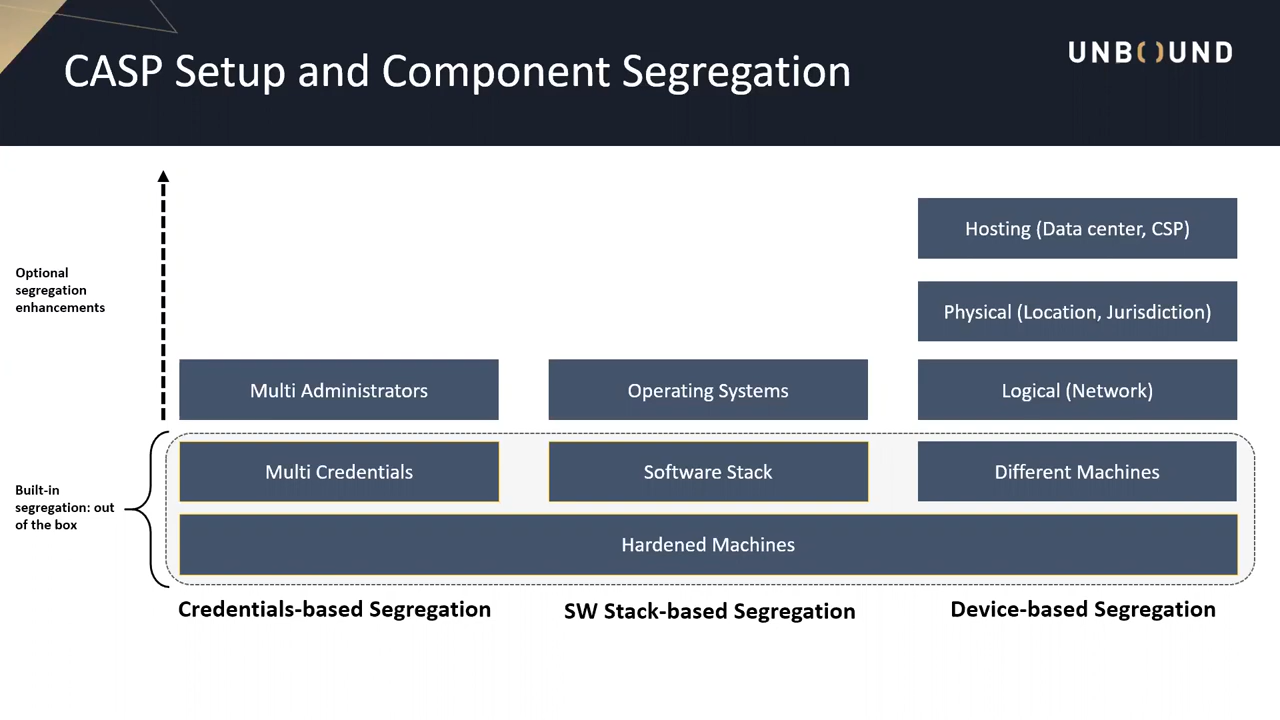 CASP Setup and Component Segregation
UNBOUND
Hosting (Data center, CSP)
Optional
segregation
enhancements
Physical (Location, Jurisdiction)
Multi Administrators
Operating Systems
Logical (Network)
Built-in
segregation: out
of the box
Multi Credentials
Software Stack
Different Machines
Hardened Machines
Credentials-based Segregation
SW Stack-based Segregation
Device-based Segregation